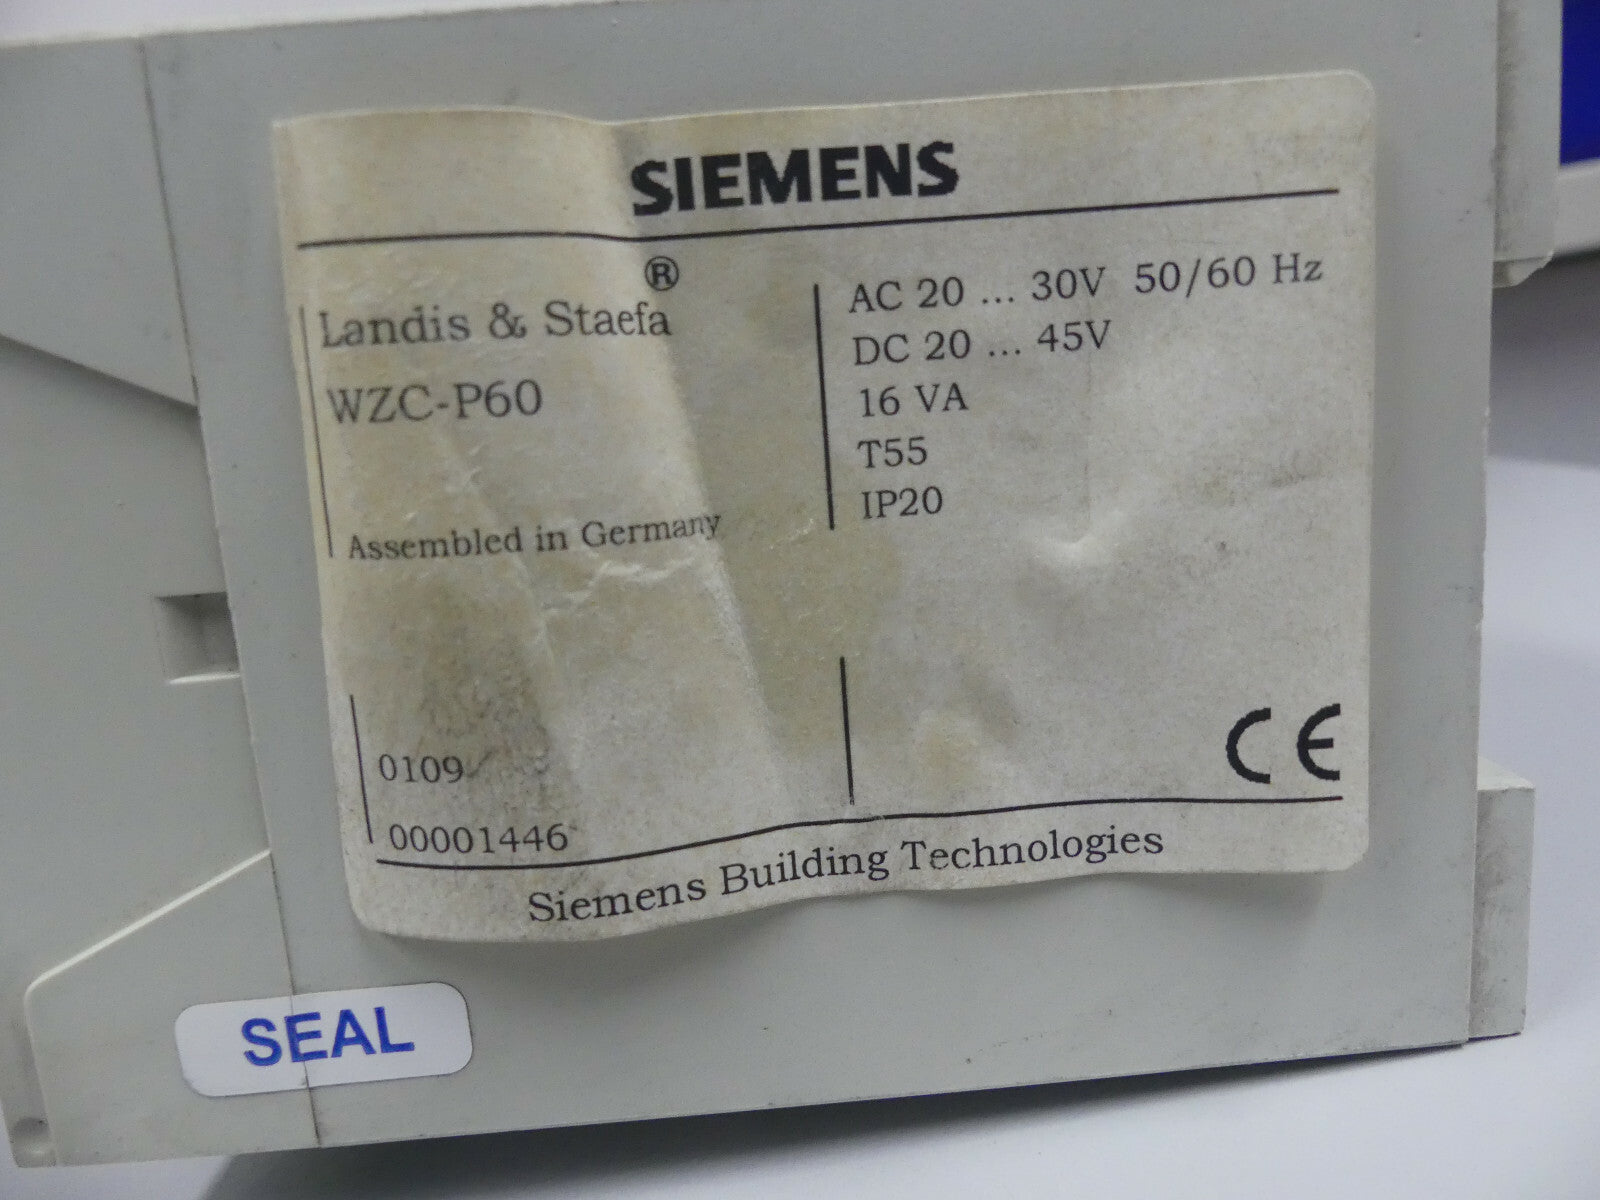 SIEMENS
®
Landis & Staefa
WZC-P60
Assembled in Germany
AC 20 ... 30V 50/60 Hz
DC 20 ... 45V
16 VA
T55
IP20
0109
00001446
CE
Siemens Building Technologies
SEAL